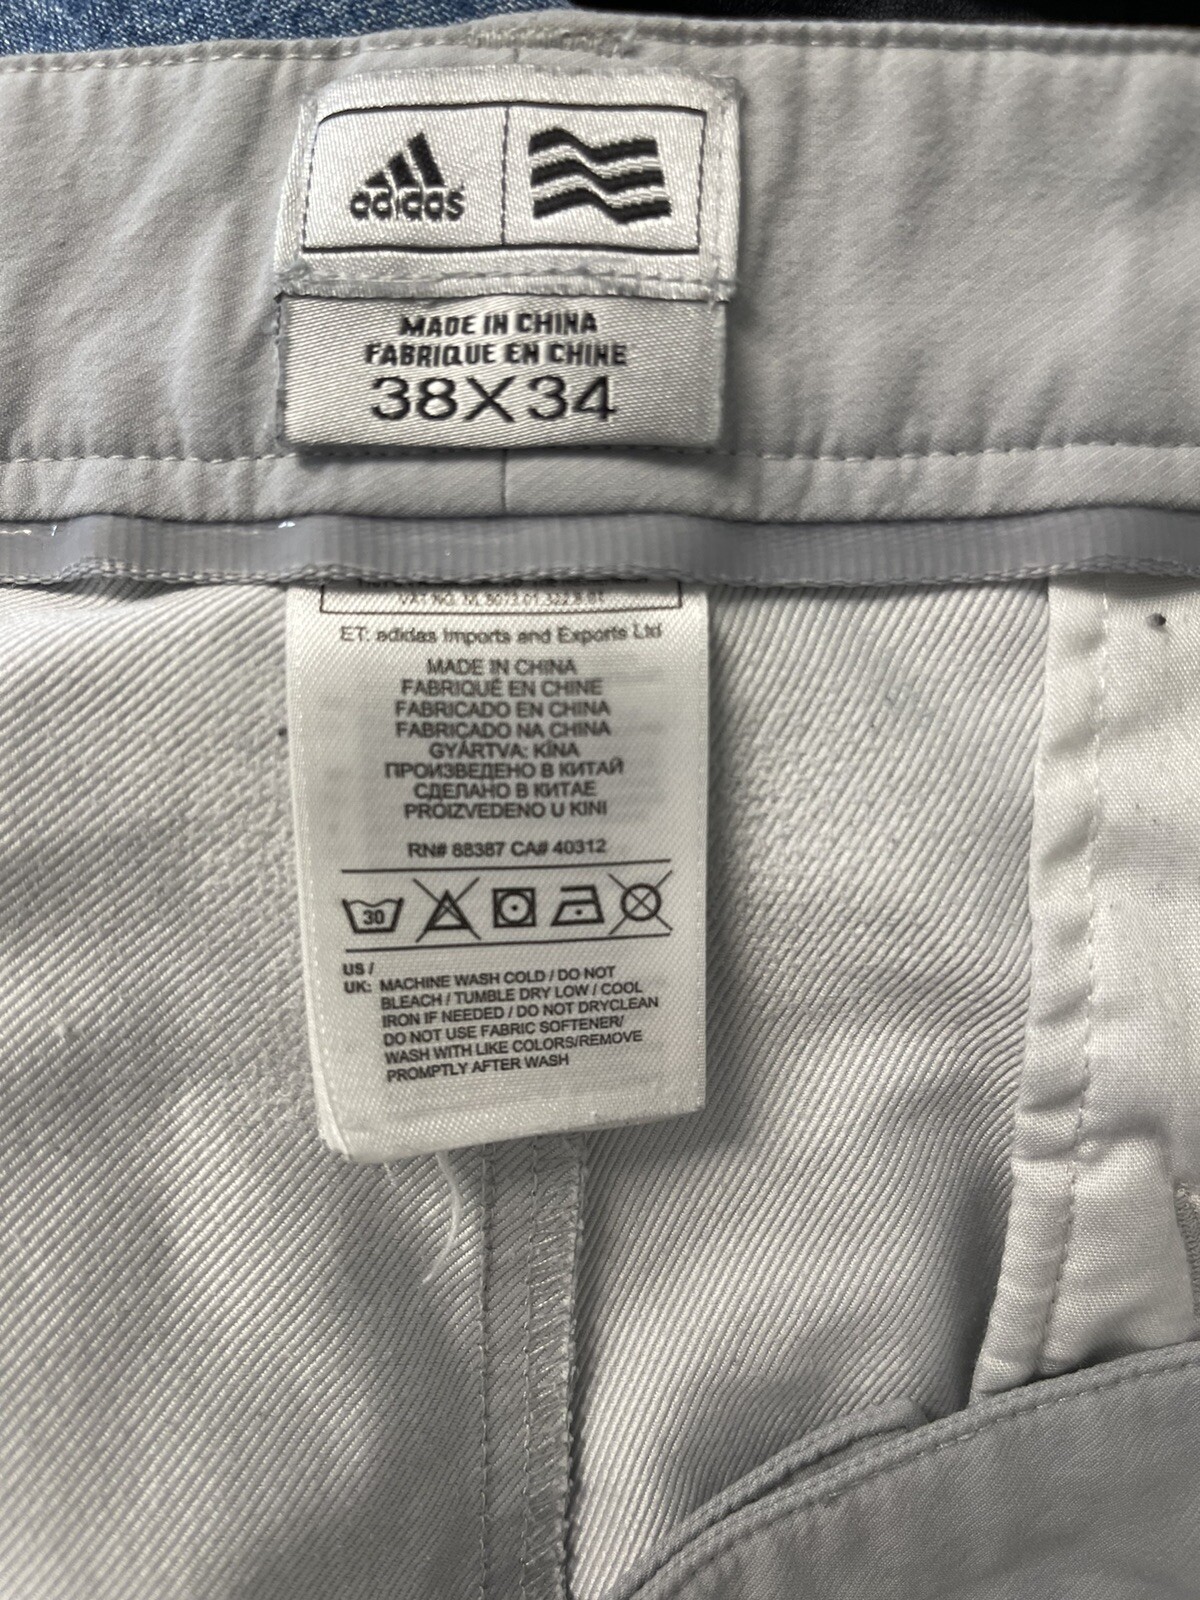 adidas
MADE IN CHINA
FABRIQUE EN CHINE
38X34
VAT NO. NL
ET: adidas Imports and Exports Ltd
MADE IN CHINA
FABRIQUÉ EN CHINE
FABRICADO EN CHINA
FABRICADO NA CHINA
GYÁRTVA: KÍNA
ПРОИЗВЕДЕНО В КИТАЙ
СДЕЛАНО В КИТАЕ
PROIZVEDENO U KINI
RN# 88387 CA# 40312
30
US /
UK: MACHINE WASH COLD / DO NOT
BLEACH / TUMBLE DRY LOW / COOL
IRON IF NEEDED / DO NOT DRYCLEAN
DO NOT USE FABRIC SOFTENER/
WASH WITH LIKE COLORS/REMOVE
PROMPTLY AFTER WASH